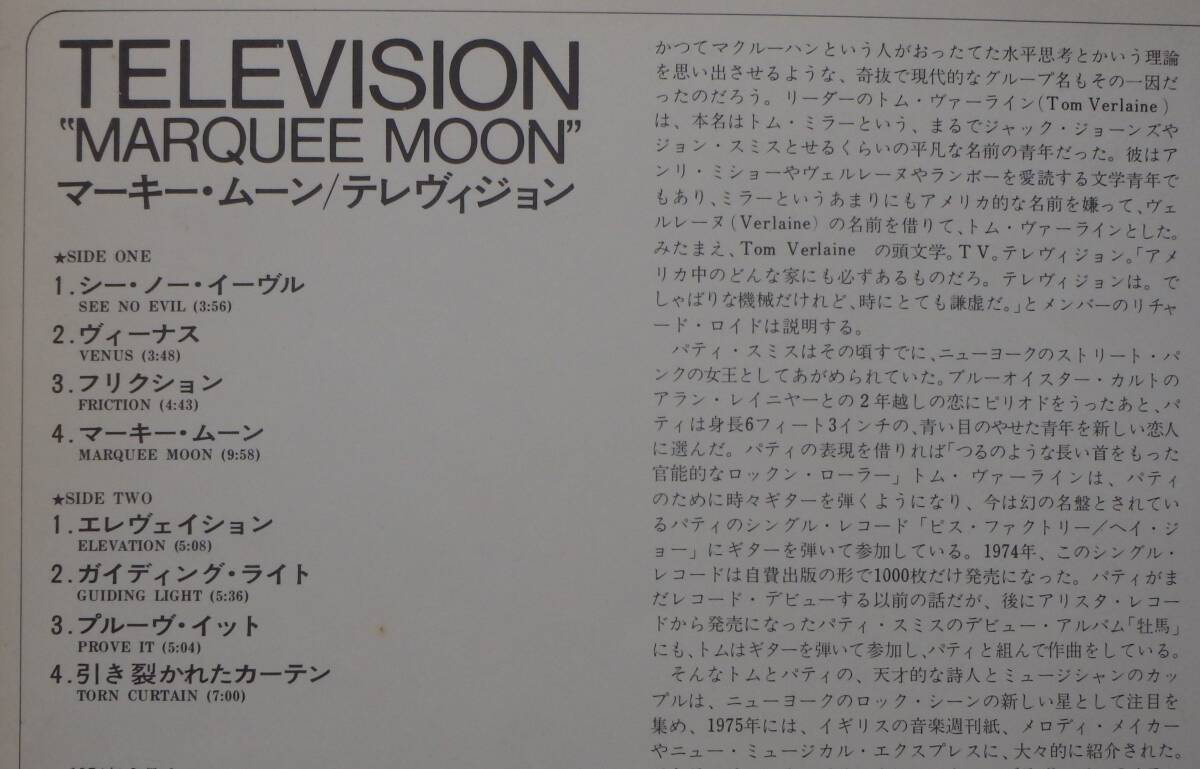 TELEVISION
“MARQUEE MOON”
マーキー・ムーン/テレヴィジョン
★SIDE ONE
1.シー・ノー・イーヴル
SEE NO EVIL (3:56)
2.ヴィーナス
VENUS (3:48)
3.フリクション
FRICTION (4:43)
4.マーキー・ムーン
MARQUEE MOON (9:58)
★SIDE TWO
1.エレヴェイション
ELEVATION (5:08)
2.ガイディング・ライト
GUIDING LIGHT (5:36)
3.プルーヴ・イット
PROVE IT (5:04)
4.引き裂かれたカーテン
TORN CURTAIN (7:00)
かつてマクルーハンという人がおったてた水平思考とかいう理論
を思い出させるような、奇抜で現代的なグループ名もその一因だ
ったのだろう。リーダーのトム・ヴァーライン(Tom Verlaine)
は、本名はトム・ミラーという、まるでジャック・ジョーンズや
ジョン・スミスとせるくらいの平凡な名前の青年だった。彼はア
ンリ・ミショーやヴェルレーヌやランボーを愛読する文学青年で
もあり、ミラーというあまりにもアメリカ的な名前を嫌って、ヴェ
ルレーヌ(Verlaine)の名前を借りて、トム・ヴァーラインとした。
みたまえ、Tom Verlaine の頭文学。TV。テレヴィジョン。「アメ
リカ中のどんな家にも必ずあるものだろ。テレヴィジョンは。で
しゃばりな機械だけれど、時にとても謙虚だ。」とメンバーのリチャ
ード・ロイドは説明する。
パティ・スミスはその頃すでに、ニューヨークのストリート・パ
ンクの女王としてあがめられていた。ブルーオイスター・カルトの
アラン・レイニヤーとの2年越しの恋にピリオドをうったあと、パ
ティは身長6フィート3インチの、青い目のやせた青年を新しい恋人
に選んだ。パティの表現を借りれば「つるのような長い首をもった
官能的なロックン・ローラー」トム・ヴァーラインは、パティ
のために時々ギターを弾くようになり、今は幻の名盤とされてい
るパティのシングル・レコード「ピス・ファクトリー/ヘイ・ジ
ョー」にギターを弾いて参加している。1974年、このシングル・
レコードは自費出版の形で1000枚だけ発売になった。パティがま
だレコード・デビューする以前の話だが、後にアリスタ・レコー
ドから発売になったパティ・スミスのデビュー・アルバム「牡馬」
にも、トムはギターを弾いて参加し、パティと組んで作曲をしている。
そんなトムとパティの、天才的な詩人とミュージシャンのカッ
プルは、ニューヨークのロック・シーンの新しい星として注目を
集め、1975年には、イギリスの音楽週刊紙、メロディ・メイカー
やニュー・ミュージカル・エクスプレスに、大々的に紹介された。